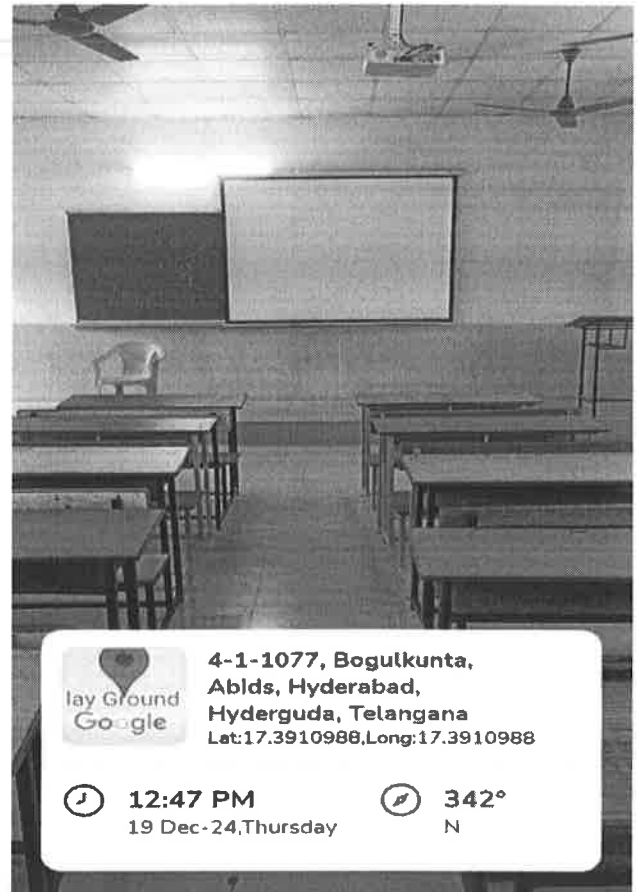 4-1-1077, Bogulkunta,
Abids, Hyderabad,
Hyderguda, Telangana
Lat:17.3910988,Long:17.3910988
lay Ground
Google
12:47 PM
19 Dec-24,Thursday
342°
N